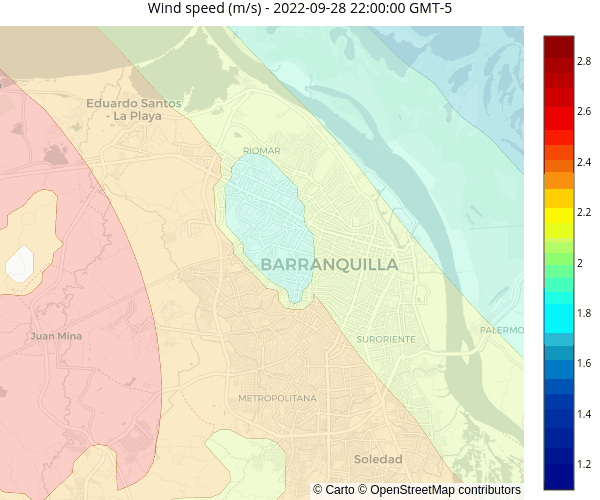 Wind speed (m/s) - 2022-09-28 22:00:00 GMT-5
2.8
2.6
2.4
2.2
2
1.8
1.6
1.4
1.2
Eduardo Santos
- La Playa
RIOMAR
BARRANQUILLA
Juan Mina
SURORIENTE
PALERMO
METROPOLITANA
Soledad
© Carto © OpenStreetMap contributors